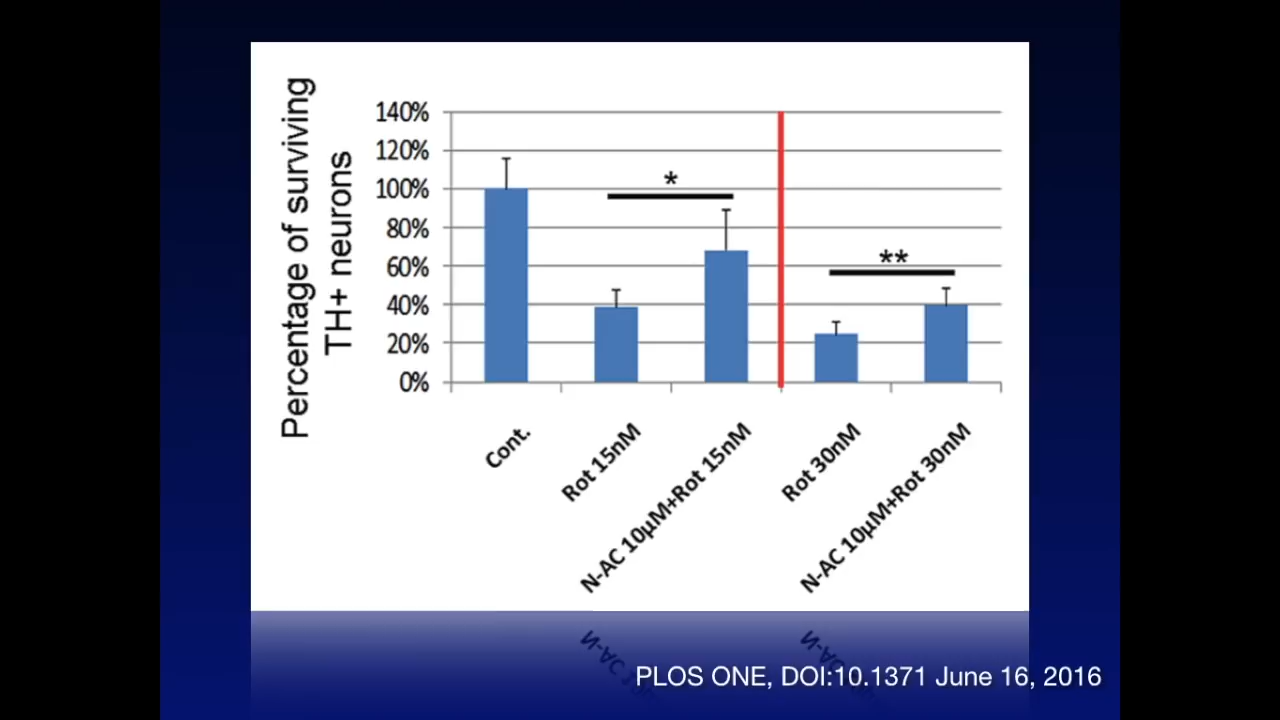 Percentage of surviving
TH+ neurons
140%
120%
100%
80%
60%
40%
20%
0%
*
**
Cont.
Rot 15nM
N-AC 10µM+Rot 15nM
Rot 30nM
N-AC 10µM+Rot 30nM
PLOS ONE, DOI:10.1371 June 16, 2016